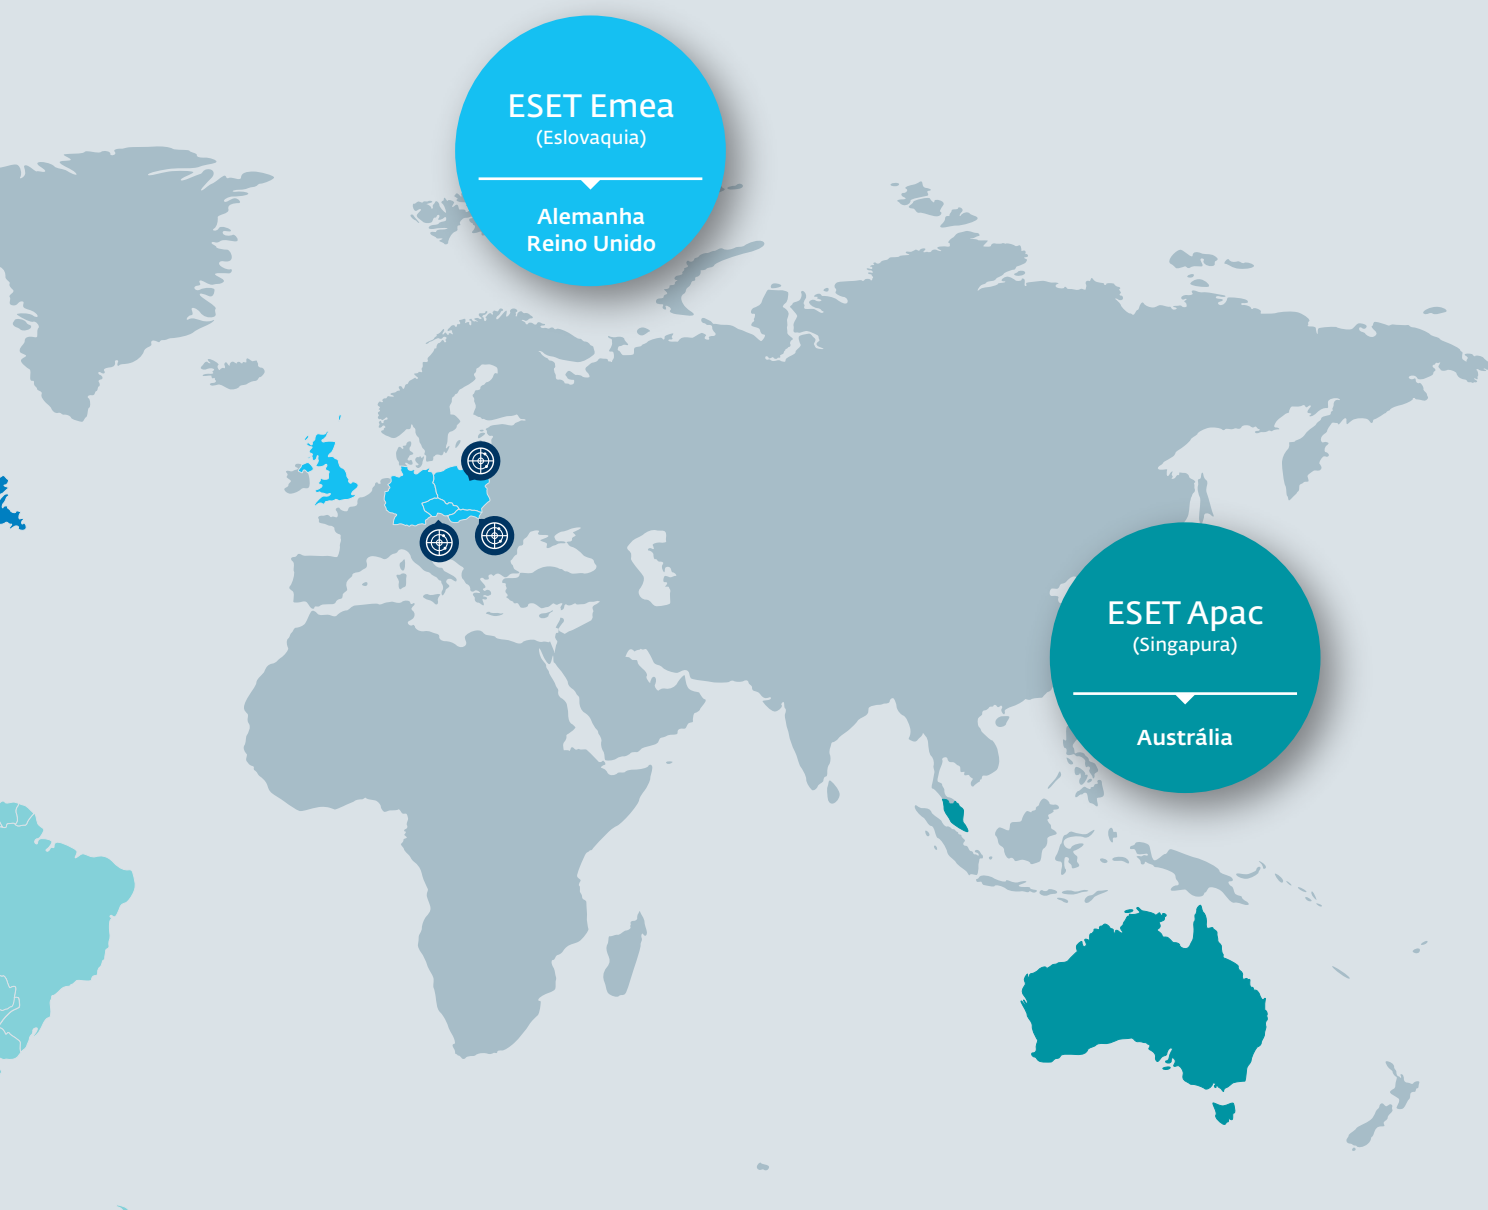 ESET Emea
(Eslovaquia)
Alemanha
Reino Unido
ESET Apac
(Singapura)
Austrália